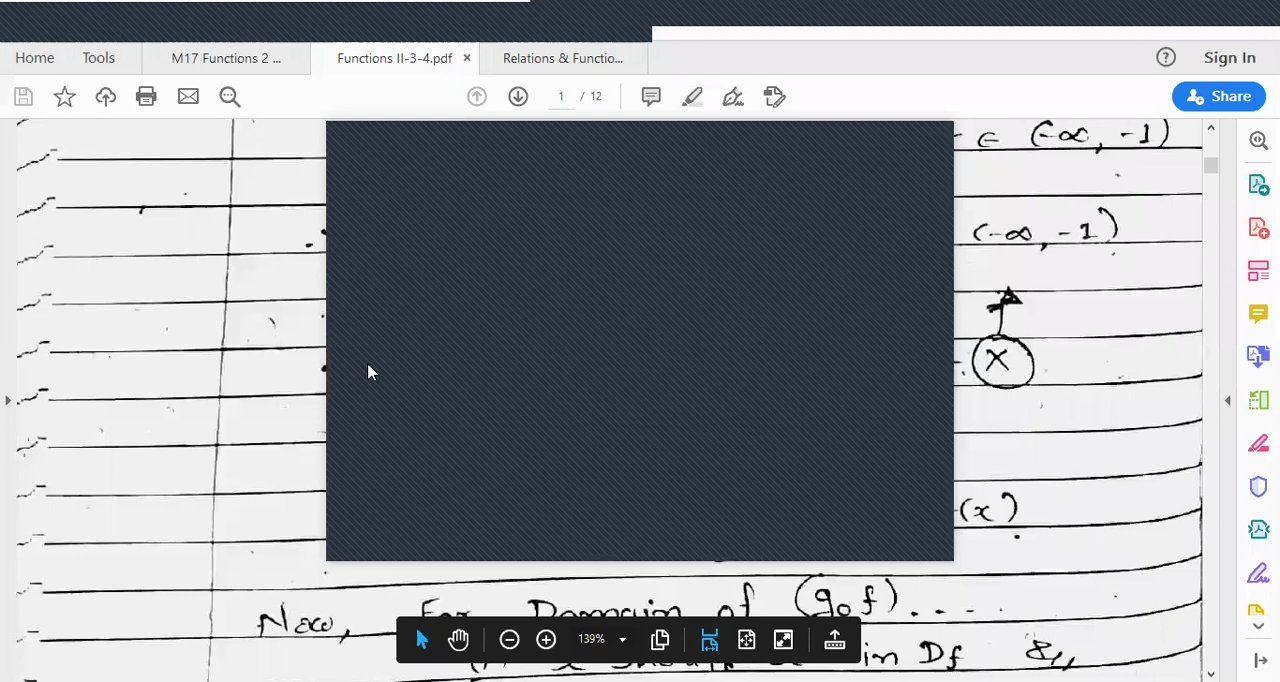 Home Tools M17 Functions 2 ... Functions II-3-4.pdf × Relations & Functio... ? Sign In
1 / 12 Share
∈ (-∞, -1)
(-∞, -1)
X
(x)
Now, For Domain of (gof)....
139%
in Df &